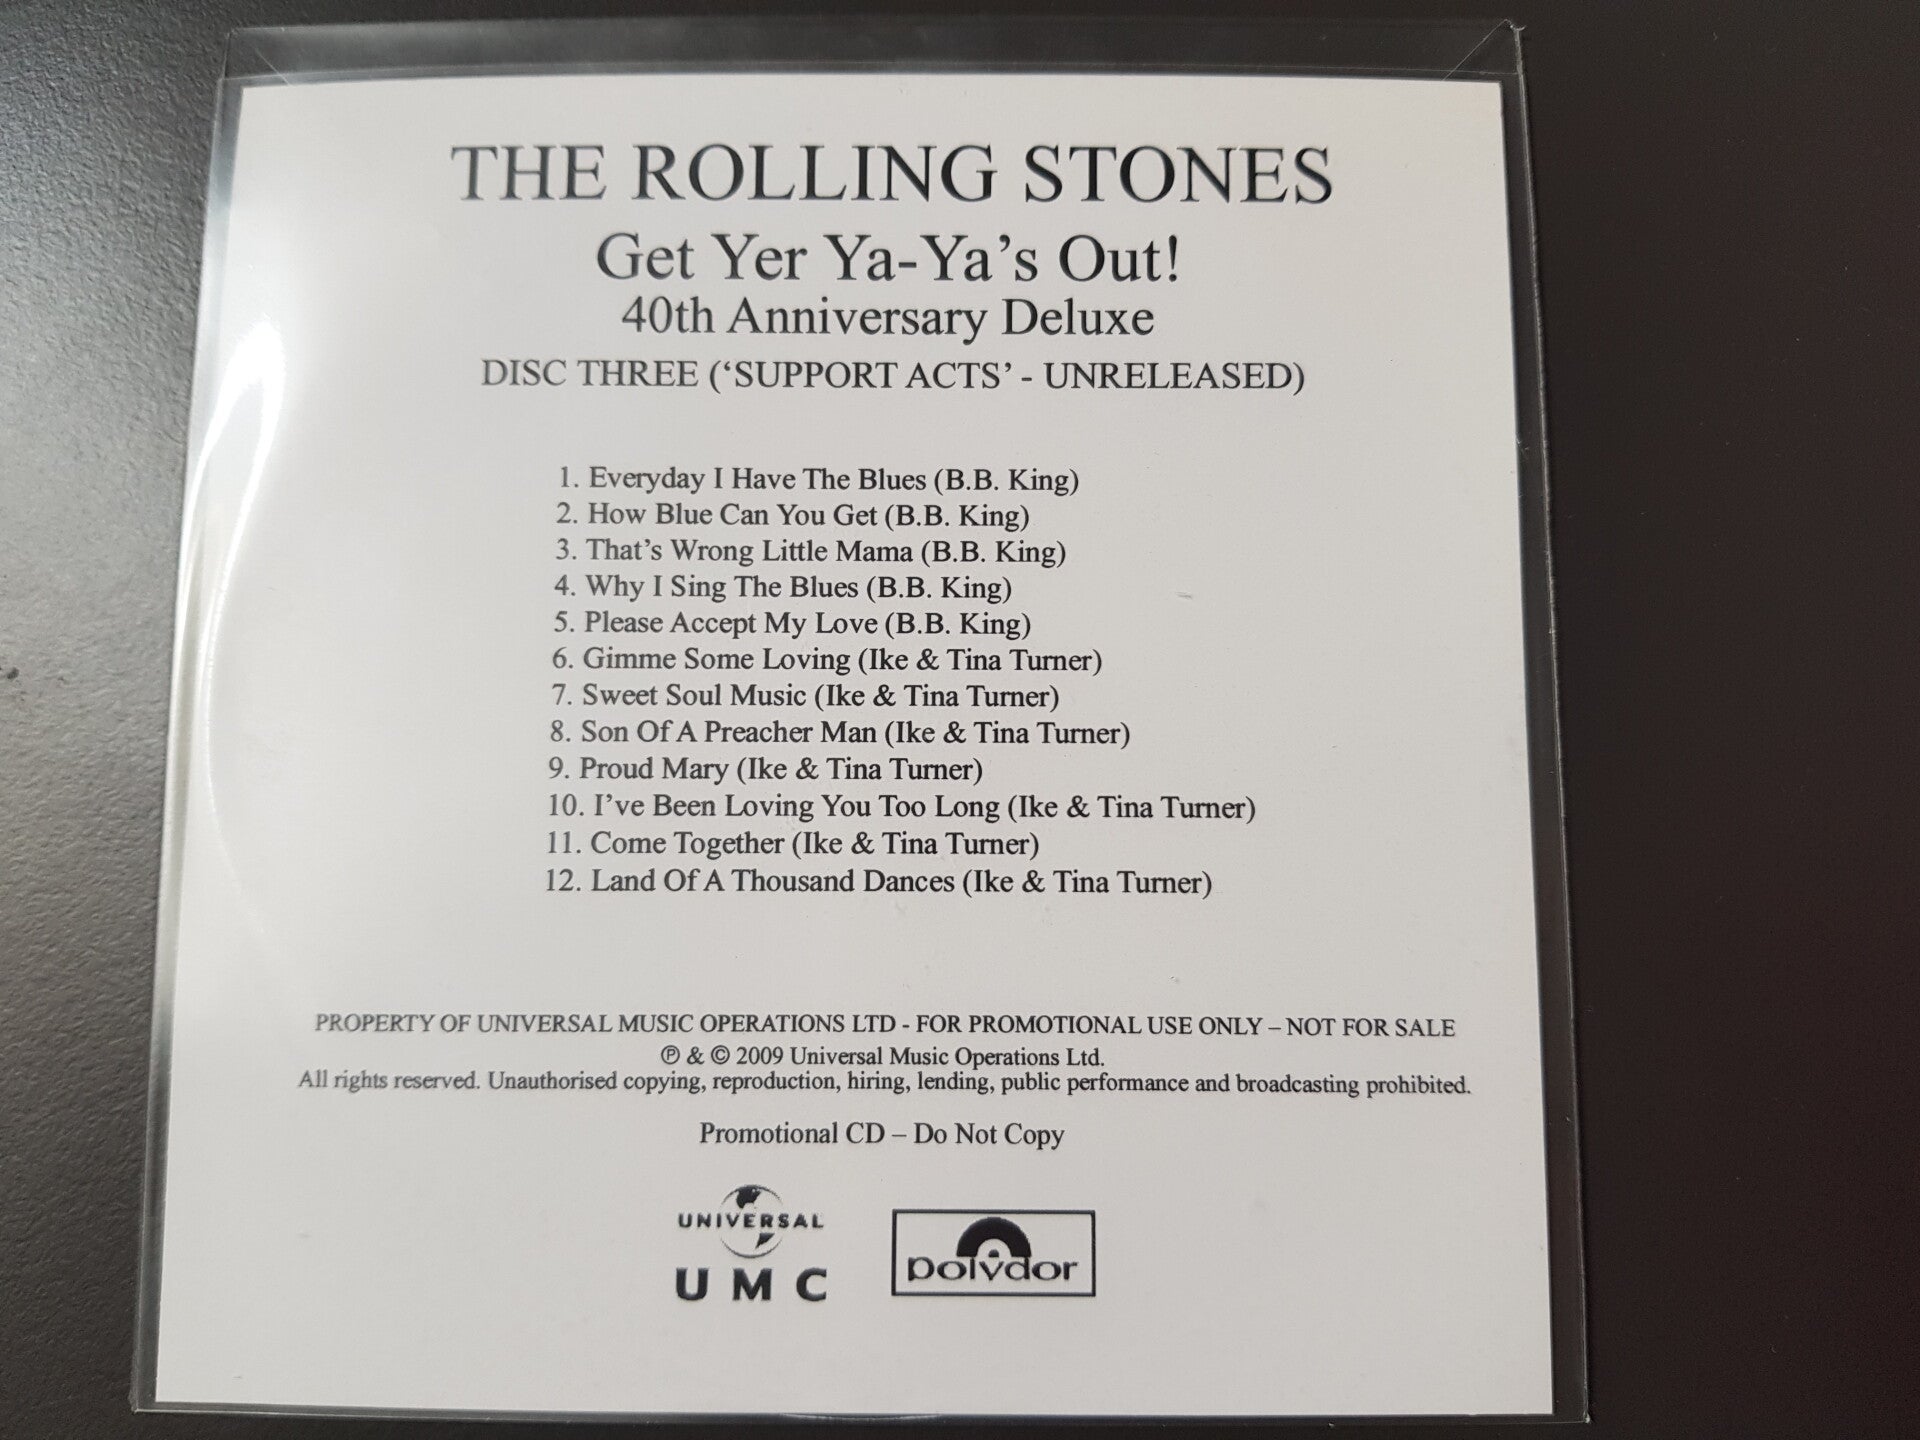 THE ROLLING STONES
Get Yer Ya-Ya’s Out!
40th Anniversary Deluxe
DISC THREE (‘SUPPORT ACTS’ - UNRELEASED)
1. Everyday I Have The Blues (B.B. King)
2. How Blue Can You Get (B.B. King)
3. That’s Wrong Little Mama (B.B. King)
4. Why I Sing The Blues (B.B. King)
5. Please Accept My Love (B.B. King)
6. Gimme Some Loving (Ike & Tina Turner)
7. Sweet Soul Music (Ike & Tina Turner)
8. Son Of A Preacher Man (Ike & Tina Turner)
9. Proud Mary (Ike & Tina Turner)
10. I’ve Been Loving You Too Long (Ike & Tina Turner)
11. Come Together (Ike & Tina Turner)
12. Land Of A Thousand Dances (Ike & Tina Turner)
PROPERTY OF UNIVERSAL MUSIC OPERATIONS LTD - FOR PROMOTIONAL USE ONLY – NOT FOR SALE
℗ & © 2009 Universal Music Operations Ltd.
All rights reserved. Unauthorised copying, reproduction, hiring, lending, public performance and broadcasting prohibited.
Promotional CD – Do Not Copy
UNIVERSAL
UMC
polydor